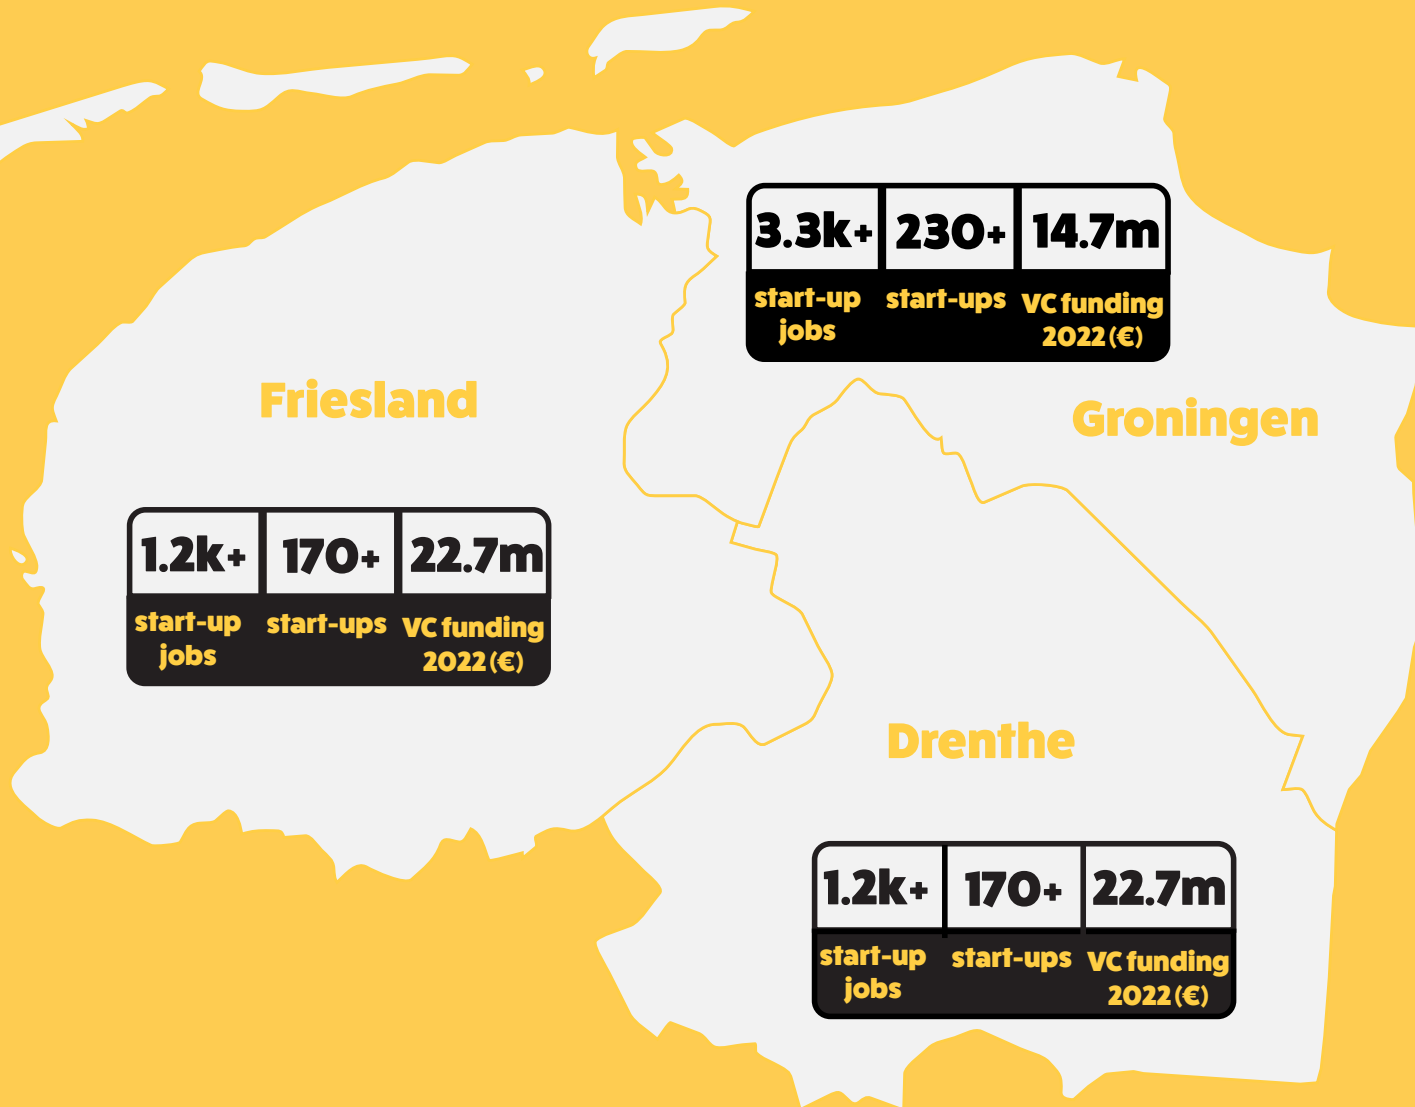 3.3k+ 230+ 14.7m
start-up start-ups VC funding
jobs 2022 (€)
Friesland
Groningen
1.2k+ 170+ 22.7m
start-up start-ups VC funding
jobs 2022 (€)
Drenthe
1.2k+ 170+ 22.7m
start-up start-ups VC funding
jobs 2022 (€)